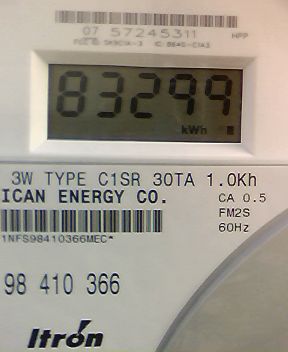 07 57245311 HPP
83299
kWh
3W TYPE C1SR 30TA 1.0Kh
ICAN ENERGY CO. CA 0.5
FM2S
60Hz
1NFS98410366MEC*
98 410 366
Itron